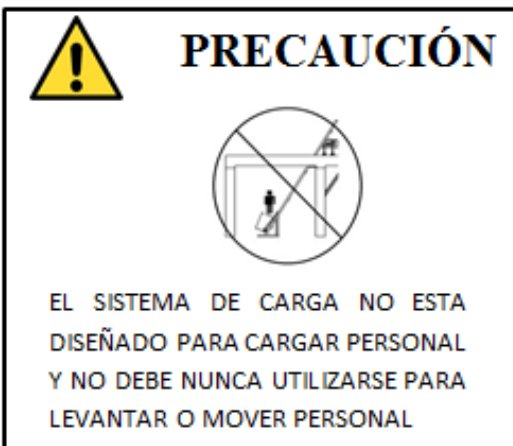 PRECAUCIÓN
EL SISTEMA DE CARGA NO ESTA
DISEÑADO PARA CARGAR PERSONAL
Y NO DEBE NUNCA UTILIZARSE PARA
LEVANTAR O MOVER PERSONAL